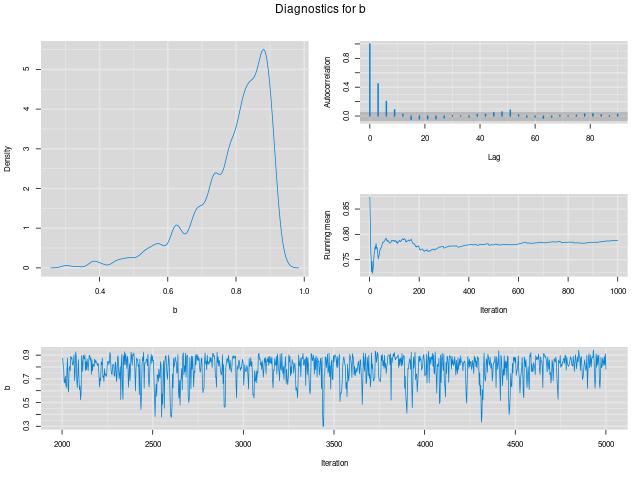 Diagnostics for b
Density
5
4
3
2
1
0
0.4 0.6 0.8 1.0
b
Autocorrelation
0.8
0.4
0.0
0 20 40 60 80
Lag
Running mean
0.85
0.80
0.75
0 200 400 600 800 1000
Iteration
b
0.9
0.7
0.5
0.3
2000 2500 3000 3500 4000 4500 5000
Iteration